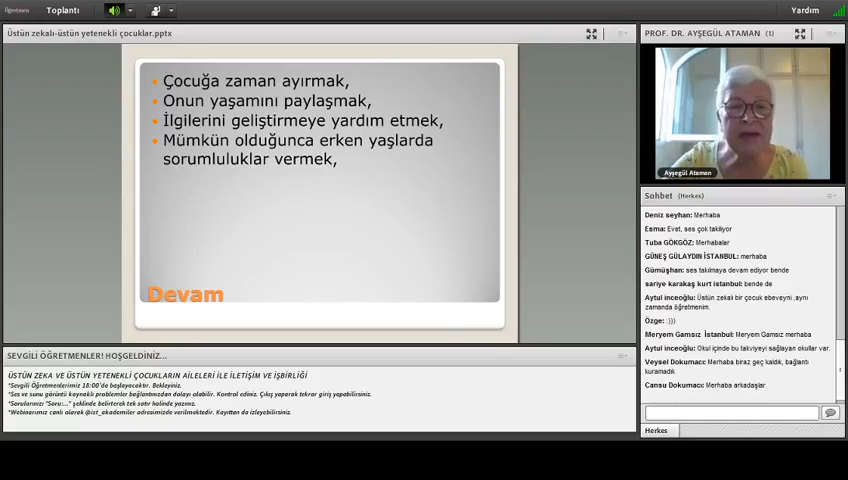 Öğretmen Toplantı Yardım
Üstün zekalı-üstün yetenekli çocuklar.pptx
Çocuğa zaman ayırmak,
Onun yaşamını paylaşmak,
İlgilerini geliştirmeye yardım etmek,
Mümkün olduğunca erken yaşlarda
sorumluluklar vermek,
Devam
SEVGİLİ ÖĞRETMENLER! HOŞGELDİNİZ...
ÜSTÜN ZEKA VE ÜSTÜN YETENEKLİ ÇOCUKLARIN AİLELERİ İLE İLETİŞİM VE İŞBİRLİĞİ
*Sevgili Öğretmenlerimiz 18:00'de başlayacaktır. Bekleyiniz.
*Ses ve sunu görüntü kaynaklı problemler bağlantınızdan dolayı olabilir. Kontrol ediniz. Çıkış yaparak tekrar giriş yapabilirsiniz.
*Sorularınızı "Soru:..." şeklinde belirterek tek satır halinde yazınız.
*Webinarımız canlı olarak @ist_akademiler adresimizde verilmektedir. Kayıttan da izleyebilirsiniz.
PROF. DR. AYŞEGÜL ATAMAN (1)
Ayşegül Ataman
Sohbet (Herkes)
Deniz seyhan: Merhaba
Esma: Evet, ses çok takiliyor
Tuba GÖKGÖZ: Merhabalar
GÜNEŞ GÜLAYDIN İSTANBUL: merhaba
Gümüşhan: ses takılmaya devam ediyor bende
sariye karakaş kurt istanbul: bende de
Aytul inceoğlu: Üstün zekalı bir çocuk ebeveyni ,aynı
zamanda öğretmenim.
Özge: :)))
Meryem Gamsız İstanbul: Meryem Gamsız merhaba
Aytul inceoğlu: Okul içinde bu takviyeyi sağlayan okullar var.
Veysel Dokumacı: Merhaba biraz geç kaldık, bağlantı
kuramadık
Cansu Dokumacı: Merhaba arkadaşlar
Herkes